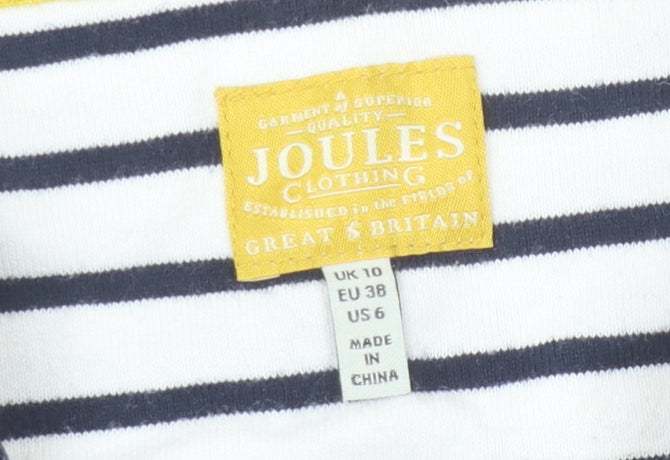 A
GARMENT of SUPERIOR
QUALITY
JOULES
CLOTHING
ESTABLISHED in the FIELDS OF
GREAT & BRITAIN
UK 10
EU 38
US 6
MADE
IN
CHINA